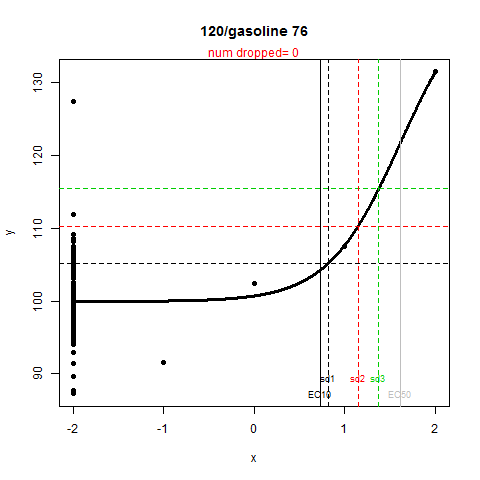 120/gasoline 76
num dropped= 0
130
120
110
100
90
y
sd1 sd2 sd3
EC10 EC50
-2 -1 0 1 2
x